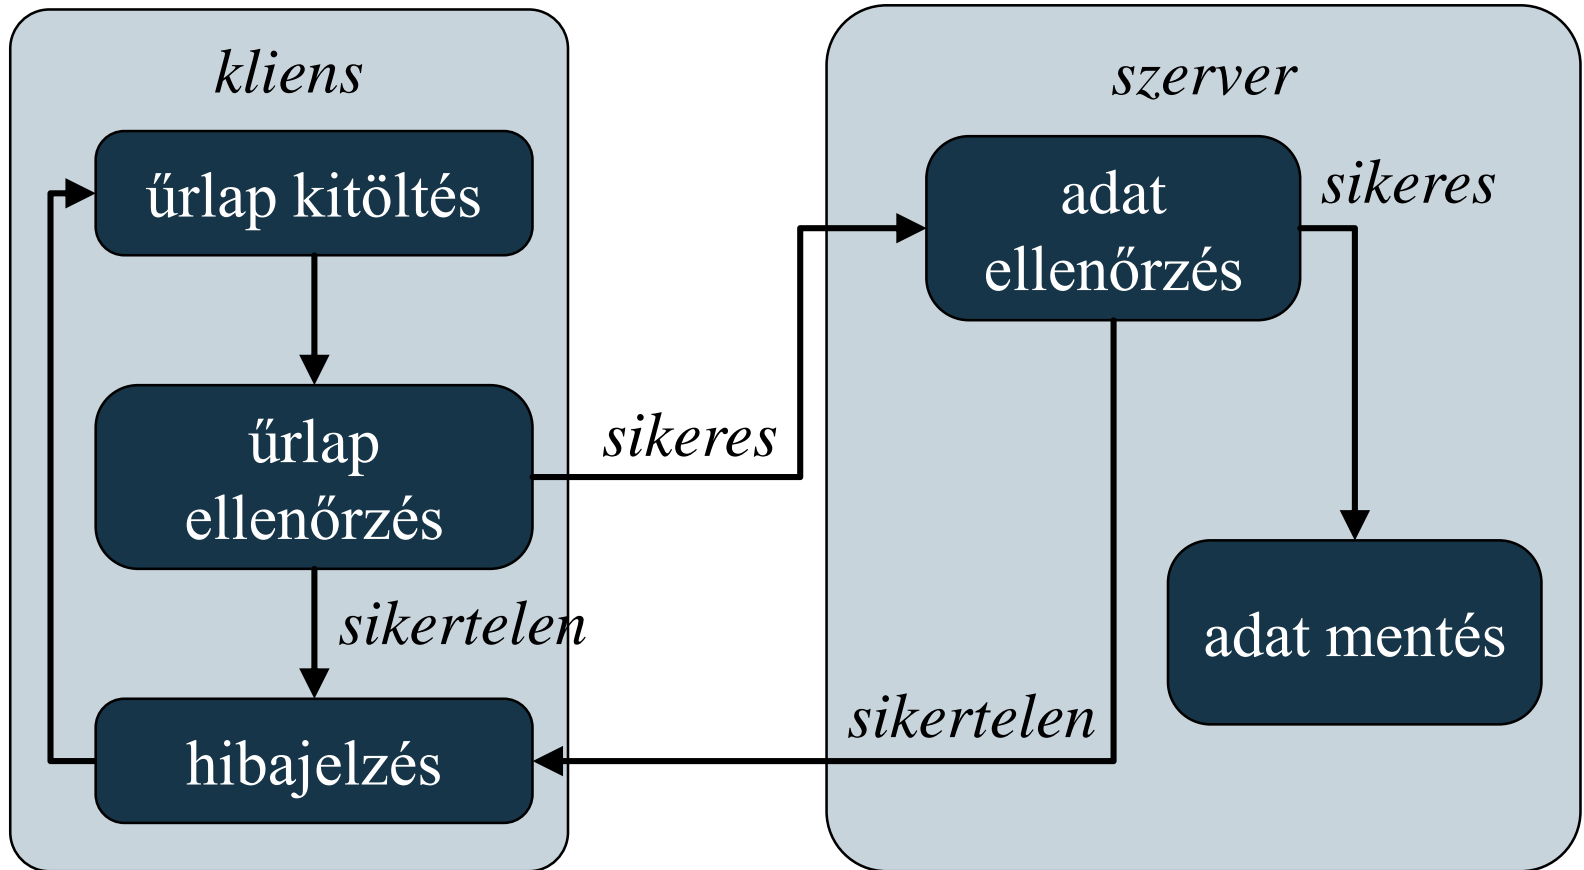 kliens
űrlap kitöltés
űrlap
ellenőrzés
sikertelen
hibajelzés
sikeres
szerver
adat
ellenőrzés
sikeres
adat mentés
sikertelen